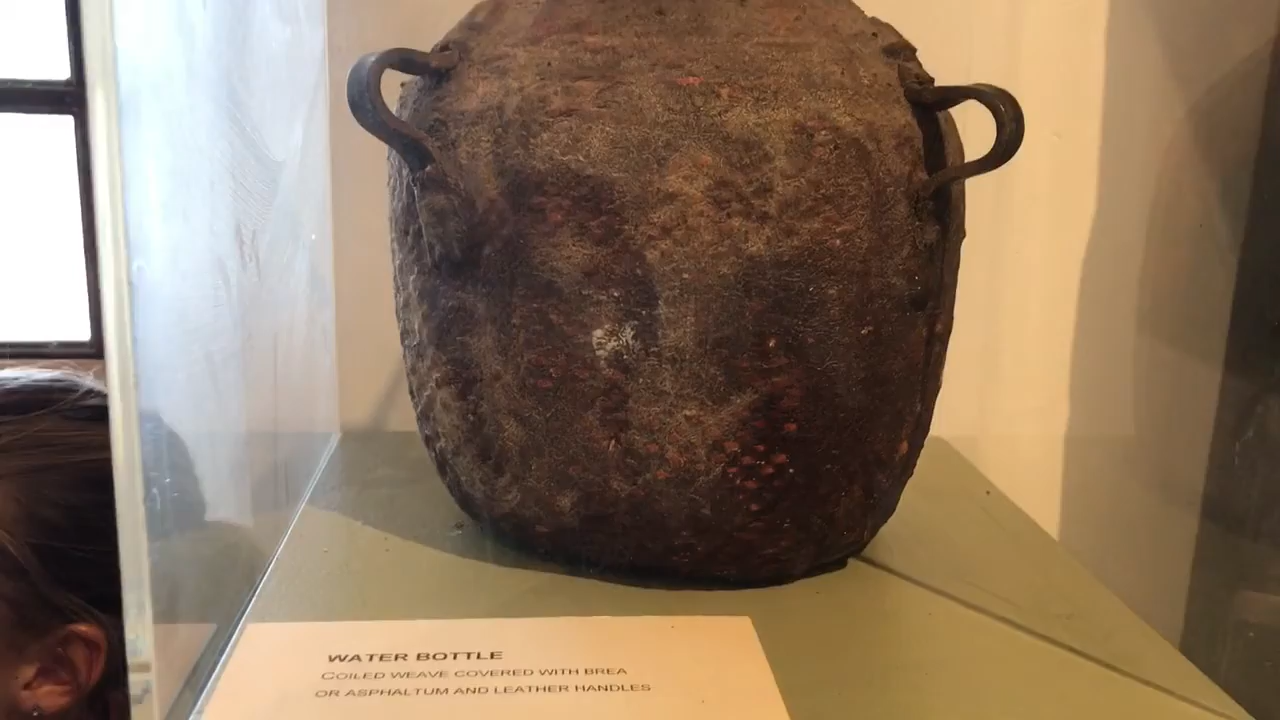 WATER BOTTLE
COILED WEAVE COVERED WITH BREA
OR ASPHALTUM AND LEATHER HANDLES